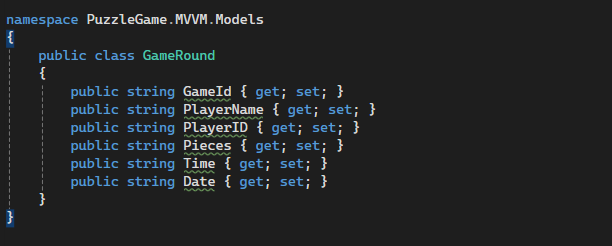 namespace PuzzleGame.MVVM.Models
{
public class GameRound
{
public string GameId { get; set; }
public string PlayerName { get; set; }
public string PlayerID { get; set; }
public string Pieces { get; set; }
public string Time { get; set; }
public string Date { get; set; }
}
}